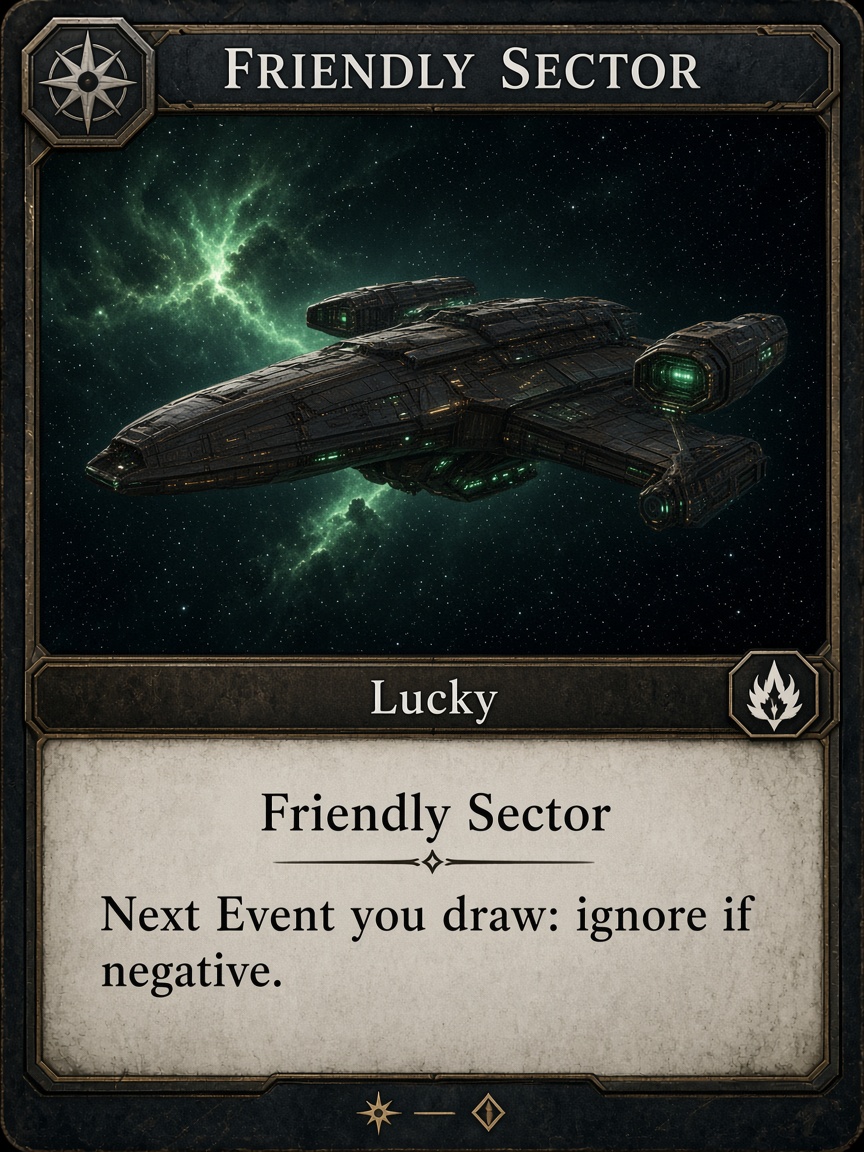 Friendly Sector
Lucky
Friendly Sector
Next Event you draw: ignore if
negative.